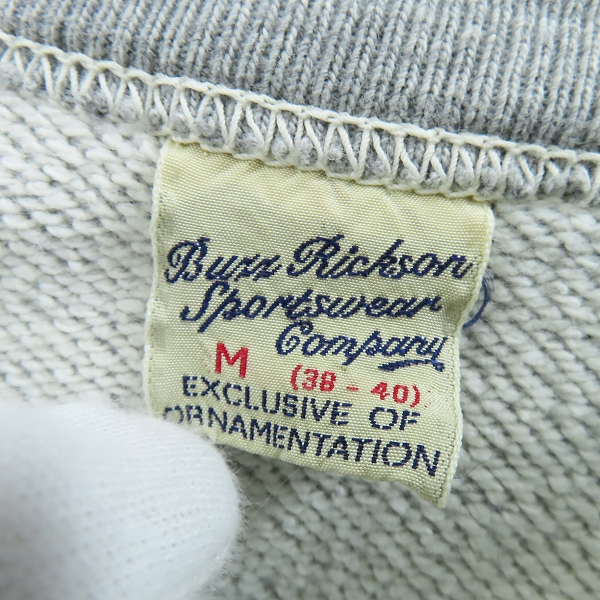 Buzz Rickson
Sportswear
Company
M (38 - 40)
EXCLUSIVE OF
ORNAMENTATION